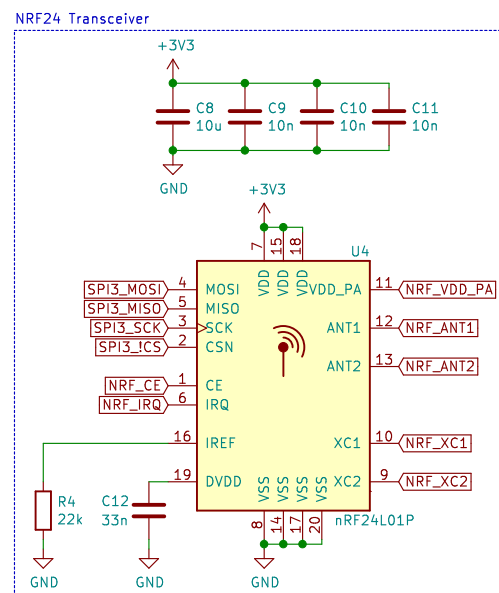 NRF24 Transceiver
+3V3
C8
10u
C9
10n
C10
10n
C11
10n
GND
+3V3
7
15
18
U4
VDD
VDD
VDD
SPI3_MOSI
4
MOSI
VDD_PA
11
NRF_VDD_PA
SPI3_MISO
5
MISO
SPI3_SCK
3
SCK
ANT1
12
NRF_ANT1
SPI3_!CS
2
CSN
ANT2
13
NRF_ANT2
NRF_CE
1
CE
NRF_IRQ
6
IRQ
16
IREF
XC1
10
NRF_XC1
19
DVDD
XC2
9
NRF_XC2
VSS
VSS
VSS
VSS
R4
22k
C12
33n
8
14
17
20
nRF24L01P
GND
GND
GND